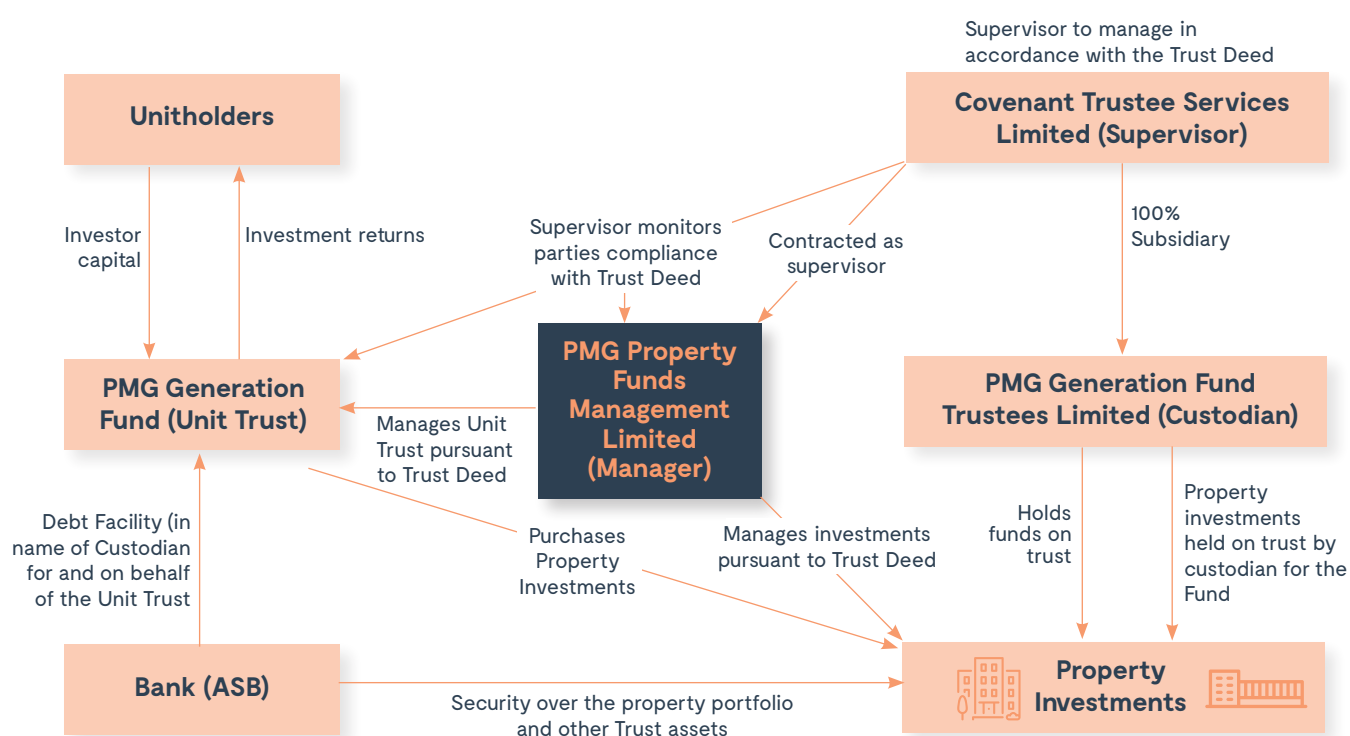 Supervisor to manage in
accordance with the Trust Deed
Unitholders
Covenant Trustee Services
Limited (Supervisor)
Investor
capital
Investment returns
Supervisor monitors
parties compliance
with Trust Deed
Contracted as
supervisor
100%
Subsidiary
PMG Generation
Fund (Unit Trust)
PMG Property
Funds
Management
Limited
(Manager)
PMG Generation Fund
Trustees Limited (Custodian)
Manages Unit
Trust pursuant
to Trust Deed
Debt Facility (in
name of Custodian
for and on behalf
of the Unit Trust
Purchases
Property
Investments
Manages investments
pursuant to Trust Deed
Holds
funds on
trust
Property
investments
held on trust by
custodian for the
Fund
Bank (ASB)
Security over the property portfolio
and other Trust assets
Property
Investments